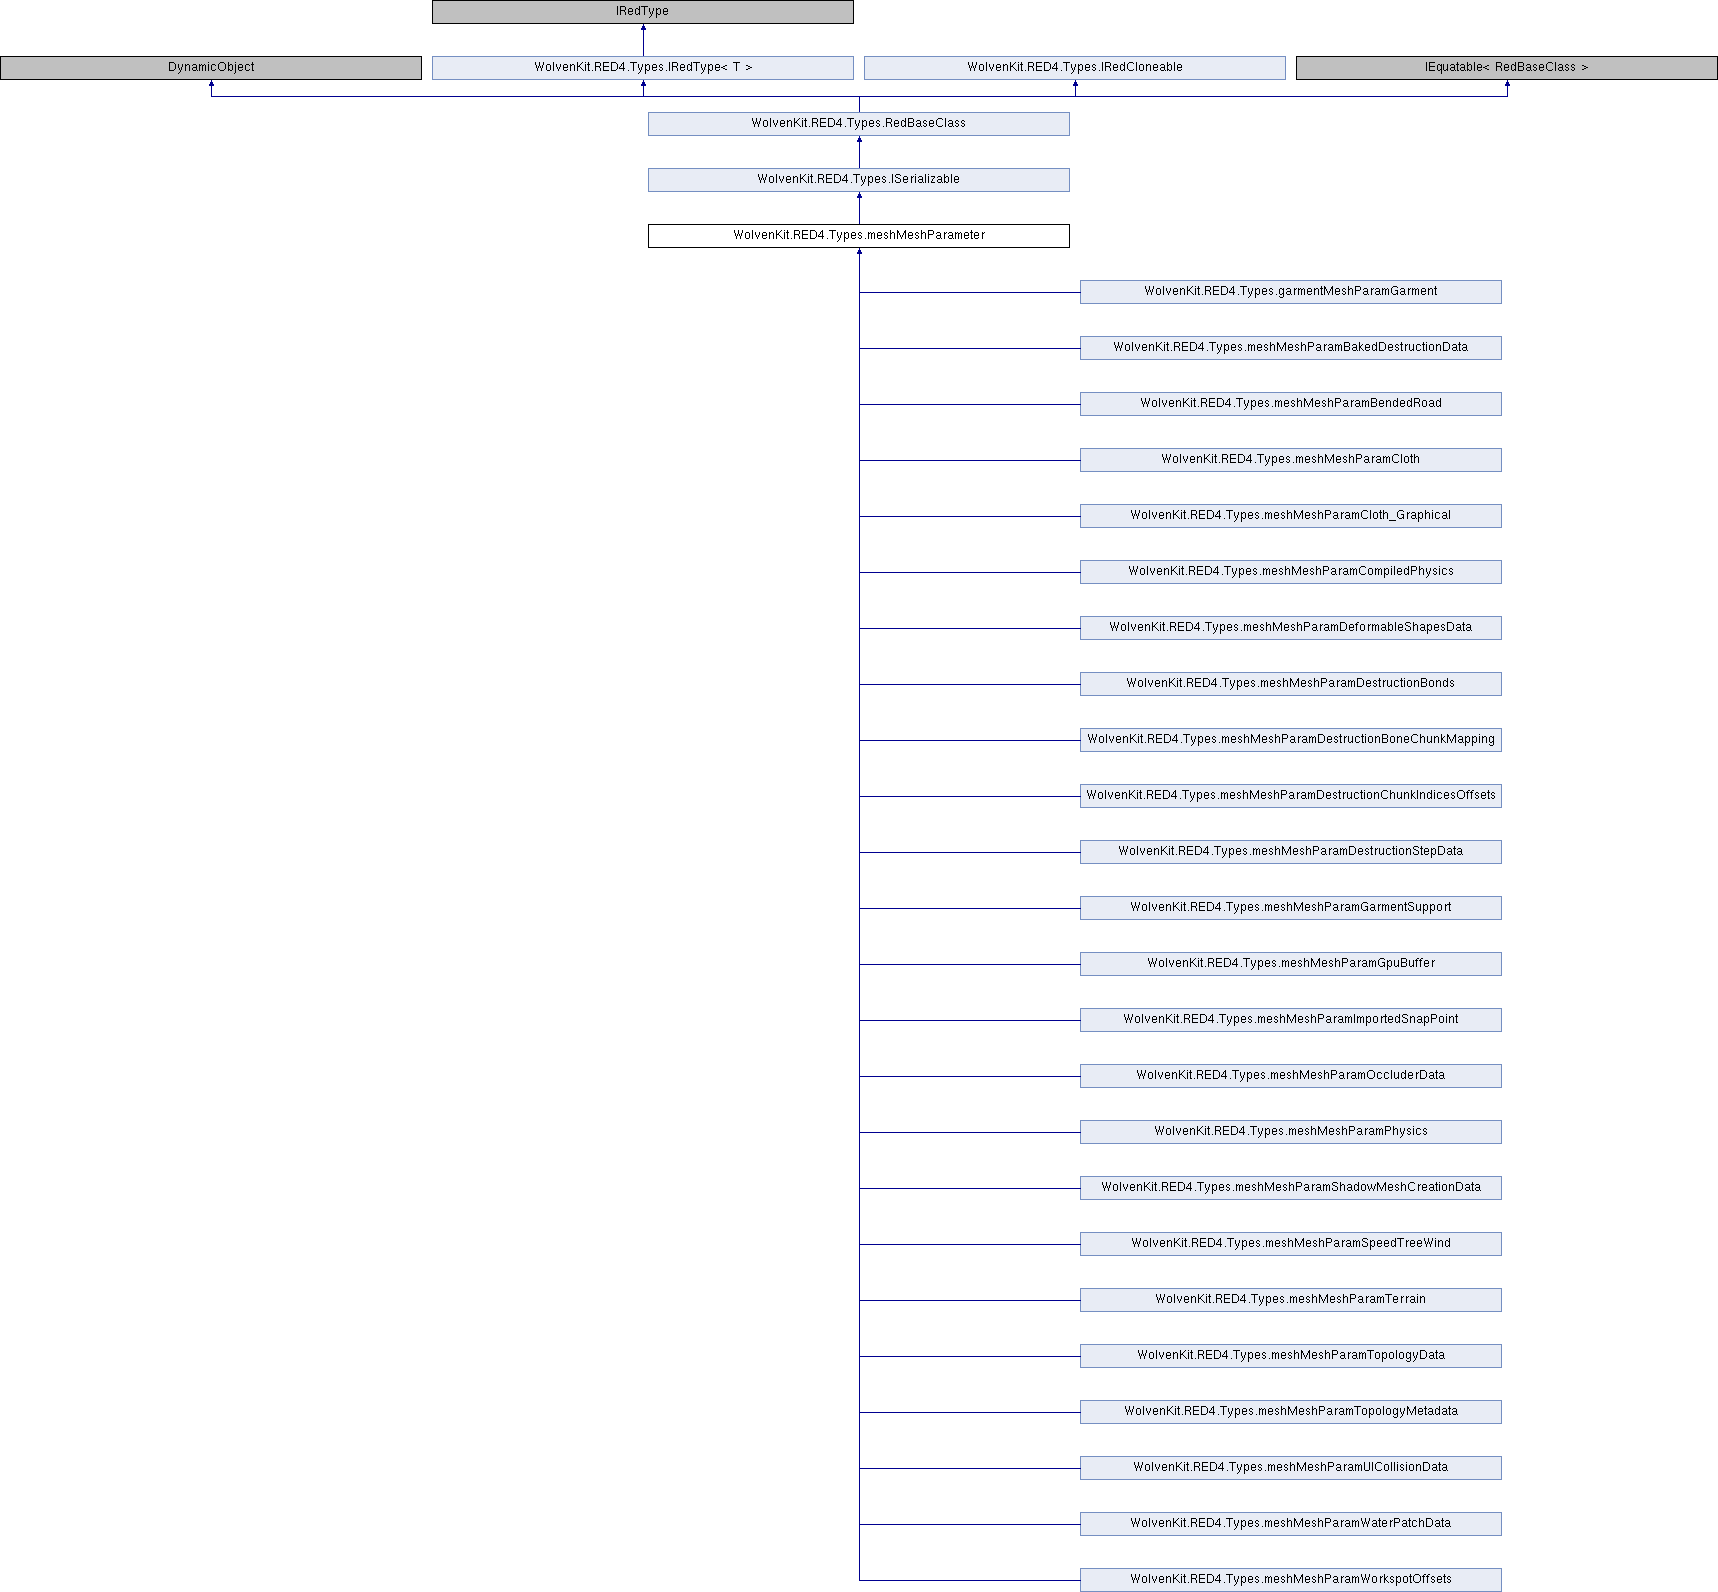 IRedType
DynamicObject
WolvenKit.RED4.Types.IRedType< T >
WolvenKit.RED4.Types.IRedCloneable
IEquatable< RedBaseClass >
WolvenKit.RED4.Types.RedBaseClass
WolvenKit.RED4.Types.ISerializable
WolvenKit.RED4.Types.meshMeshParameter
WolvenKit.RED4.Types.garmentMeshParamGarment
WolvenKit.RED4.Types.meshMeshParamBakedDestructionData
WolvenKit.RED4.Types.meshMeshParamBendedRoad
WolvenKit.RED4.Types.meshMeshParamCloth
WolvenKit.RED4.Types.meshMeshParamCloth_Graphical
WolvenKit.RED4.Types.meshMeshParamCompiledPhysics
WolvenKit.RED4.Types.meshMeshParamDeformableShapesData
WolvenKit.RED4.Types.meshMeshParamDestructionBonds
WolvenKit.RED4.Types.meshMeshParamDestructionBoneChunkMapping
WolvenKit.RED4.Types.meshMeshParamDestructionChunkIndicesOffsets
WolvenKit.RED4.Types.meshMeshParamDestructionStepData
WolvenKit.RED4.Types.meshMeshParamGarmentSupport
WolvenKit.RED4.Types.meshMeshParamGpuBuffer
WolvenKit.RED4.Types.meshMeshParamImportedSnapPoint
WolvenKit.RED4.Types.meshMeshParamOccluderData
WolvenKit.RED4.Types.meshMeshParamPhysics
WolvenKit.RED4.Types.meshMeshParamShadowMeshCreationData
WolvenKit.RED4.Types.meshMeshParamSpeedTreeWind
WolvenKit.RED4.Types.meshMeshParamTerrain
WolvenKit.RED4.Types.meshMeshParamTopologyData
WolvenKit.RED4.Types.meshMeshParamTopologyMetadata
WolvenKit.RED4.Types.meshMeshParamUICollisionData
WolvenKit.RED4.Types.meshMeshParamWaterPatchData
WolvenKit.RED4.Types.meshMeshParamWorkspotOffsets